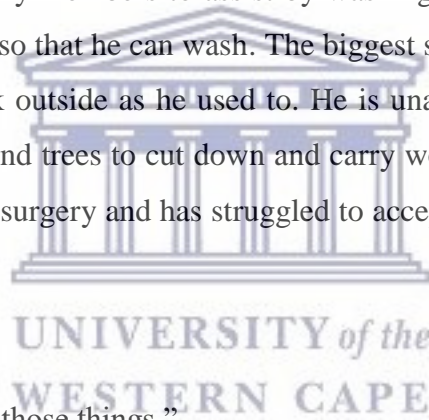 so that he can wash. The biggest s
outside as he used to. He is una
nd trees to cut down and carry w
surgery and has struggled to acce
UNIVERSITY of the
those things."
WESTERN CAPE